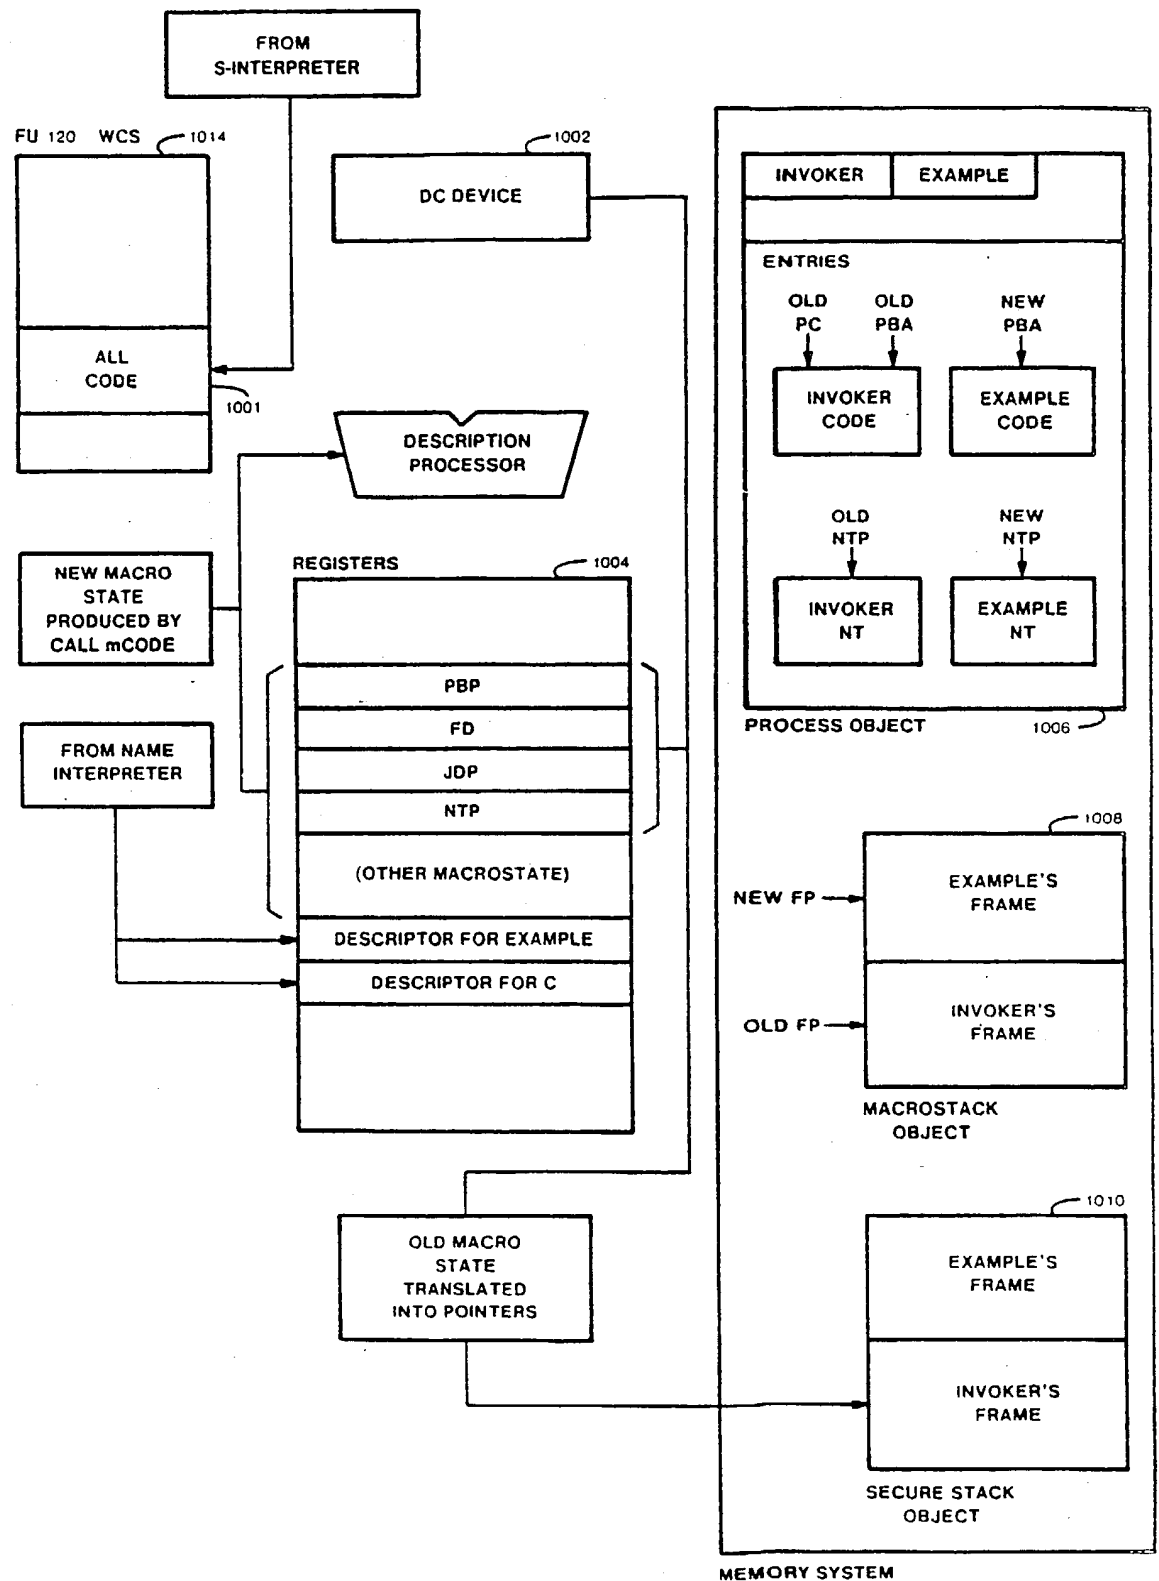 FROM
S-INTERPRETER
FU 120 WCS 1014
ALL
CODE
1001
1002
DC DEVICE
DESCRIPTION
PROCESSOR
NEW MACRO
STATE
PRODUCED BY
CALL mCODE
FROM NAME
INTERPRETER
REGISTERS
1004
PBP
FD
JDP
NTP
(OTHER MACROSTATE)
DESCRIPTOR FOR EXAMPLE
DESCRIPTOR FOR C
OLD MACRO
STATE
TRANSLATED
INTO POINTERS
INVOKER EXAMPLE
ENTRIES
OLD
PC
OLD
PBA
NEW
PBA
INVOKER
CODE
EXAMPLE
CODE
OLD
NTP
NEW
NTP
INVOKER
NT
EXAMPLE
NT
PROCESS OBJECT
1006
1008
NEW FP
EXAMPLE'S
FRAME
OLD FP
INVOKER'S
FRAME
MACROSTACK
OBJECT
1010
EXAMPLE'S
FRAME
INVOKER'S
FRAME
SECURE STACK
OBJECT
MEMORY SYSTEM